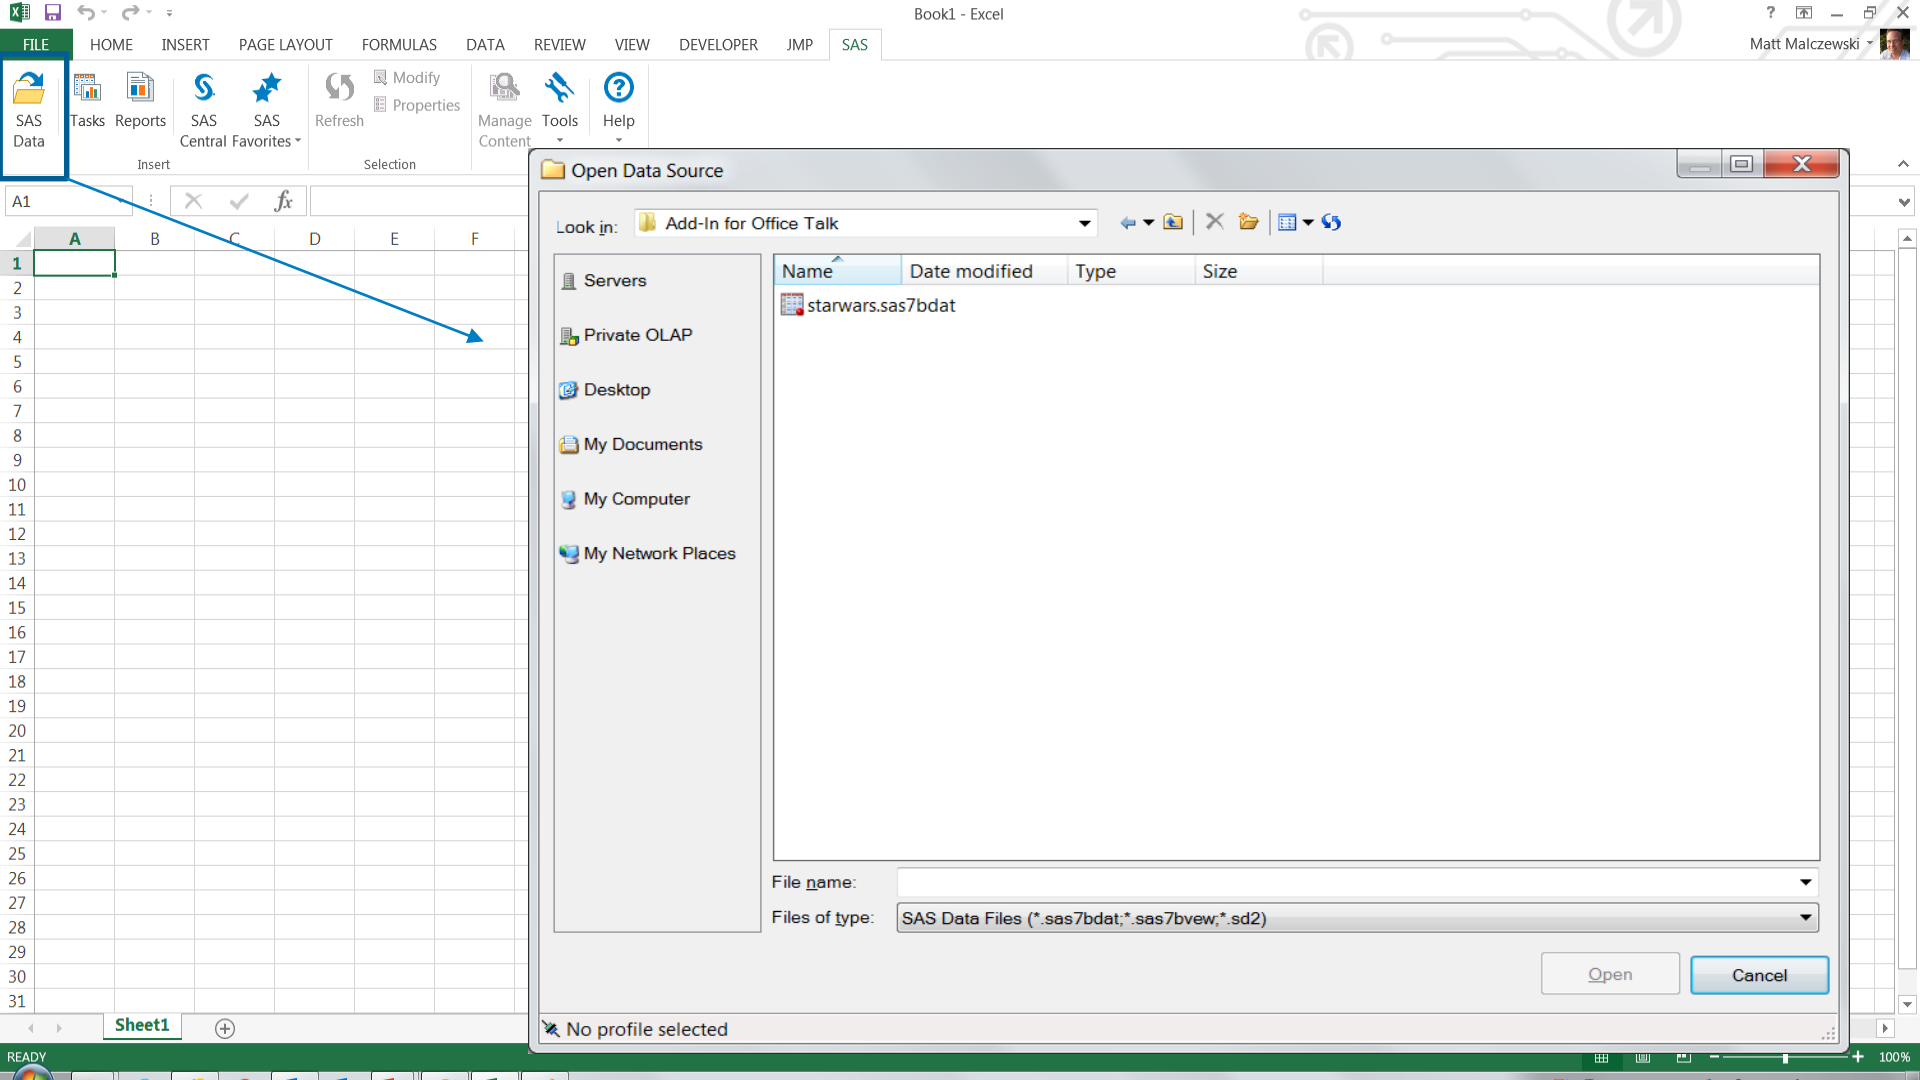 Book1 - Excel
?
FILE HOME INSERT PAGE LAYOUT FORMULAS DATA REVIEW VIEW DEVELOPER JMP SAS
Matt Malczewski
SAS Data
Tasks
Reports
SAS Central
SAS Favorites
Insert
Refresh
Modify
Properties
Selection
Manage Content
Tools
Help
A1
fx
A B C D E F
1
2
3
4
5
6
7
8
9
10
11
12
13
14
15
16
17
18
19
20
21
22
23
24
25
26
27
28
29
30
31
Sheet1
READY
100%
Open Data Source
Look in: Add-In for Office Talk
Servers
Private OLAP
Desktop
My Documents
My Computer
My Network Places
Name Date modified Type Size
starwars.sas7bdat
File name:
Files of type: SAS Data Files (*.sas7bdat;*.sas7bvew;*.sd2)
Open Cancel
No profile selected